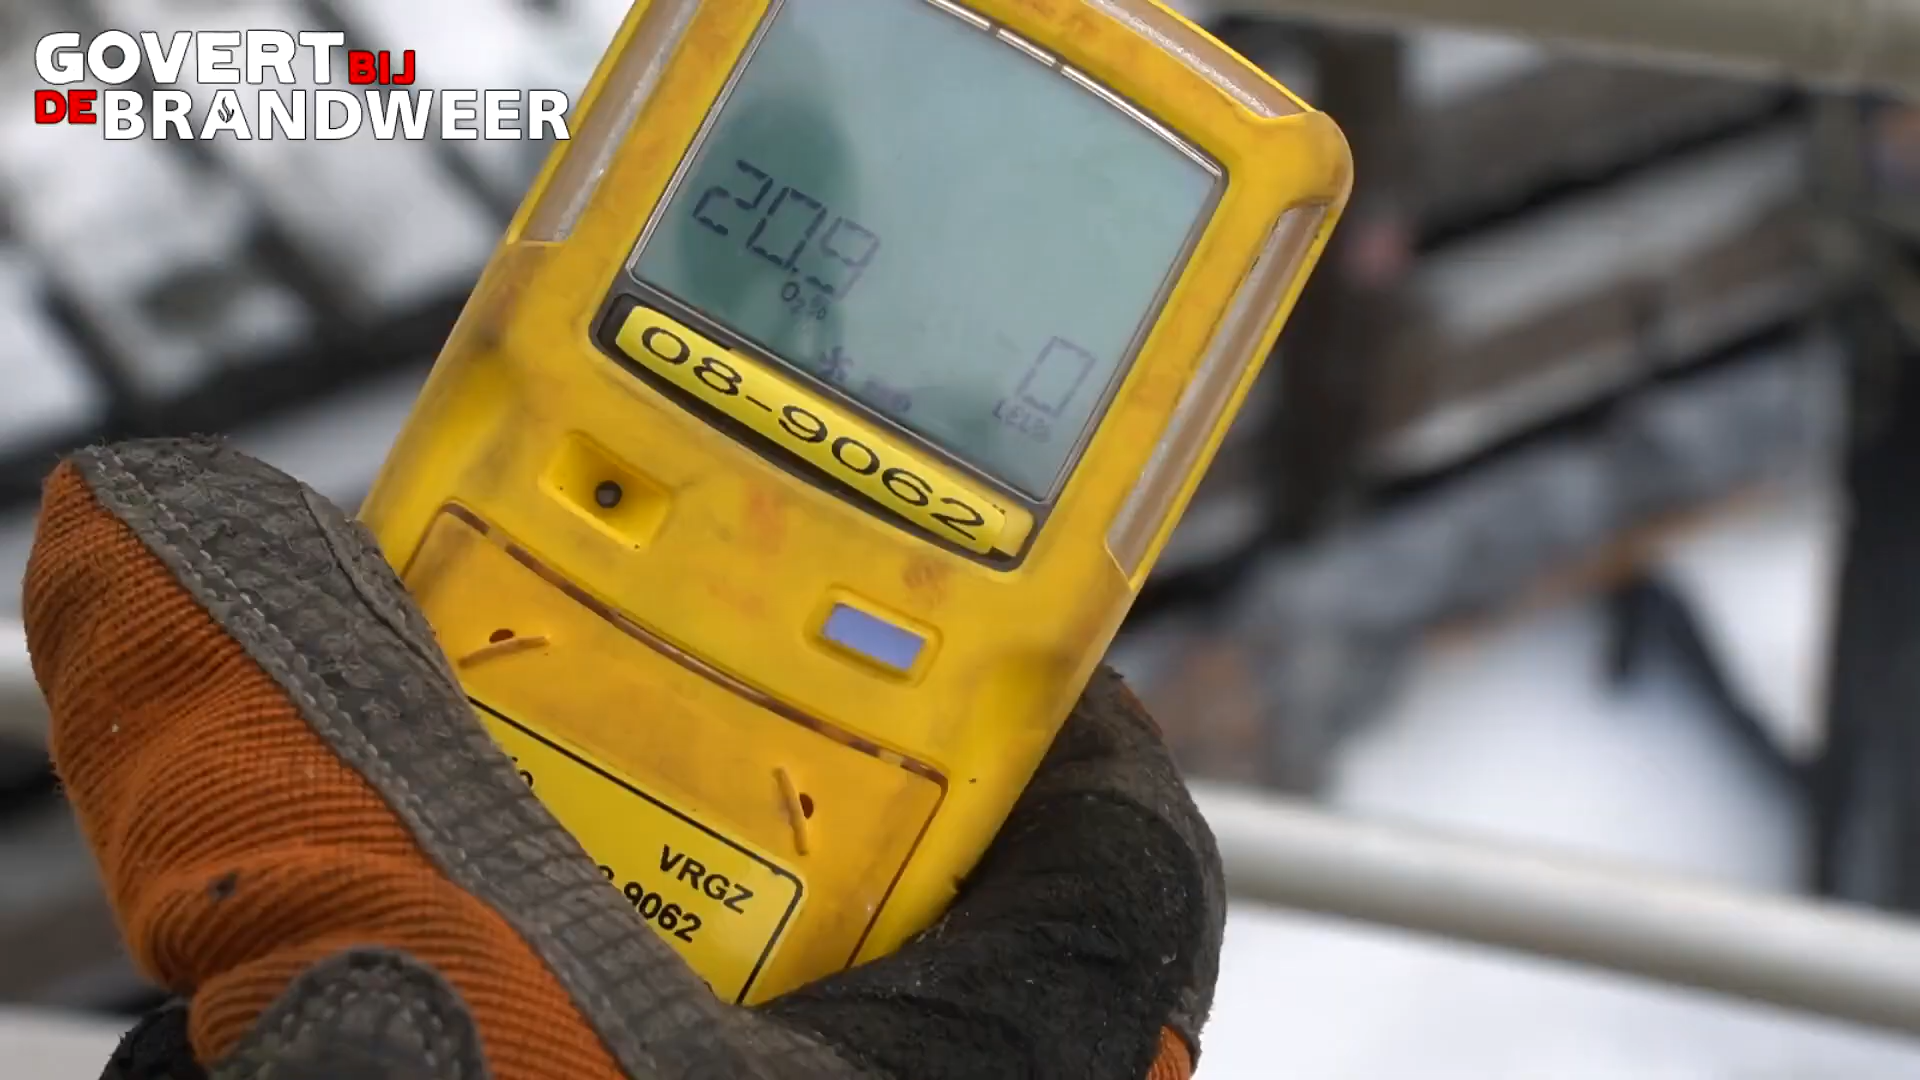 GOVERT BIJ
DE BRANDWEER
20.9
O₂%
0
LEL%
08-9062
VRGZ
9062